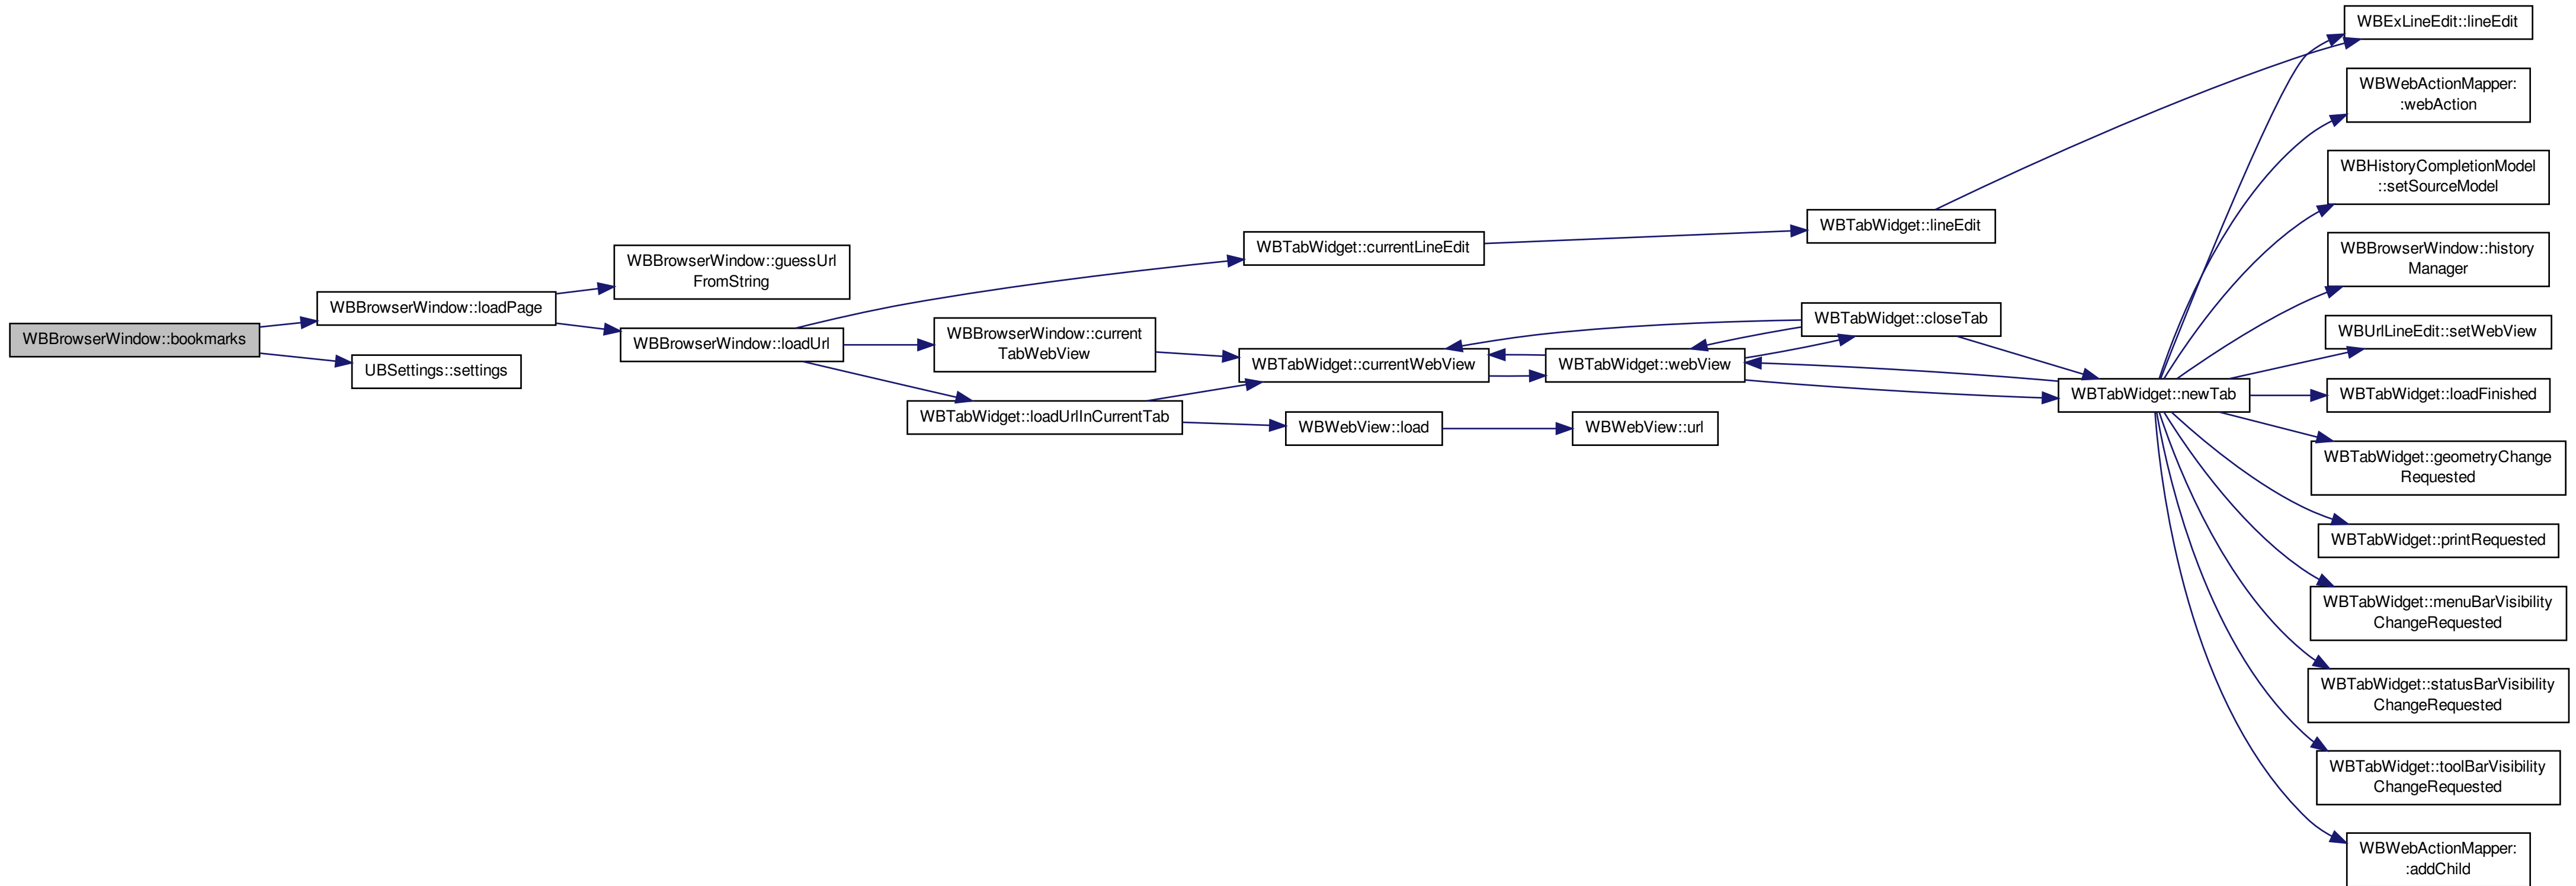 WBBrowserWindow::bookmarks
WBBrowserWindow::loadPage
UBSettings::settings
WBBrowserWindow::guessUrl
FromString
WBBrowserWindow::loadUrl
WBTabWidget::currentLineEdit
WBBrowserWindow::current
TabWebView
WBTabWidget::loadUrlInCurrentTab
WBTabWidget::currentWebView
WBWebView::load
WBTabWidget::webView
WBWebView::url
WBTabWidget::lineEdit
WBTabWidget::closeTab
WBTabWidget::newTab
WBExLineEdit::lineEdit
WBWebActionMapper:
:webAction
WBHistoryCompletionModel
::setSourceModel
WBBrowserWindow::history
Manager
WBUrlLineEdit::setWebView
WBTabWidget::loadFinished
WBTabWidget::geometryChange
Requested
WBTabWidget::printRequested
WBTabWidget::menuBarVisibility
ChangeRequested
WBTabWidget::statusBarVisibility
ChangeRequested
WBTabWidget::toolBarVisibility
ChangeRequested
WBWebActionMapper:
:addChild